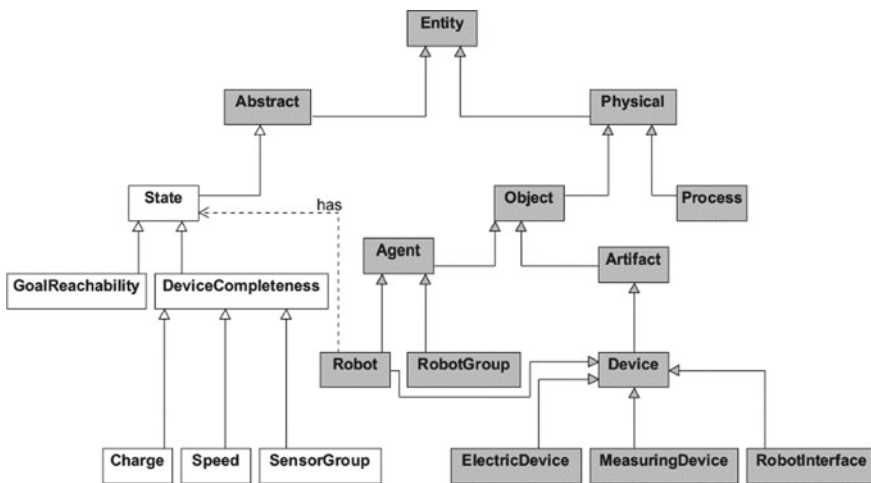 Entity
Abstract
Physical
State
has
Object
Process
Agent
Artifact
GoalReachability
DeviceCompleteness
Robot
RobotGroup
Device
Charge
Speed
SensorGroup
ElectricDevice
MeasuringDevice
RobotInterface